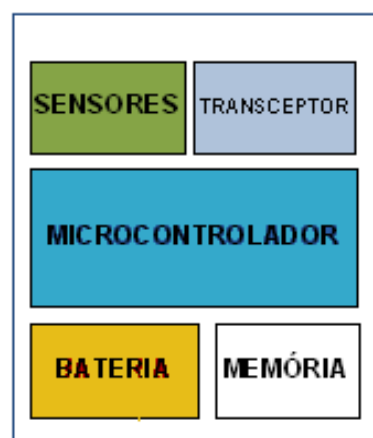 SENSORES
TRANSCEPTOR
MICROCONTROLADOR
BATERIA
MEMÓRIA